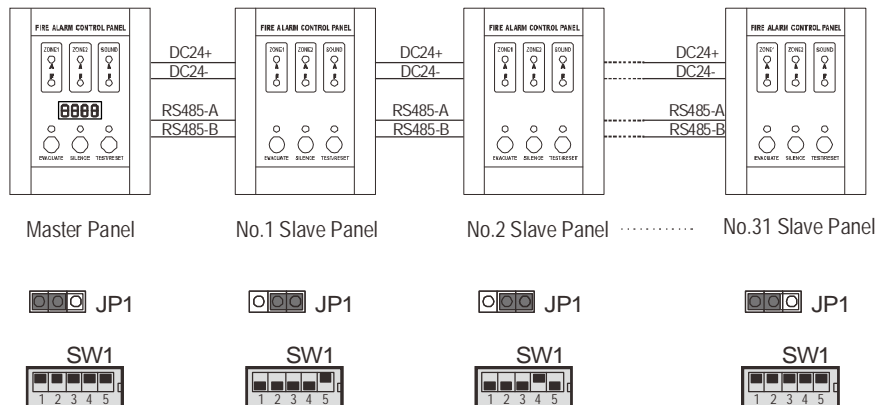 FIRE ALARM CONTROL PANEL
ZONE1 ZONE2 SOUND
8888
EVACUATE SILENCE TEST/RESET
DC24+
DC24-
RS485-A
RS485-B
FIRE ALARM CONTROL PANEL
ZONE1 ZONE2 SOUND
EVACUATE SILENCE TEST/RESET
DC24+
DC24-
RS485-A
RS485-B
FIRE ALARM CONTROL PANEL
ZONE1 ZONE2 SOUND
EVACUATE SILENCE TEST/RESET
DC24+
DC24-
RS485-A
RS485-B
FIRE ALARM CONTROL PANEL
ZONE1 ZONE2 SOUND
EVACUATE SILENCE TEST/RESET
Master Panel
No.1 Slave Panel
No.2 Slave Panel ...........
No.31 Slave Panel
JP1
JP1
JP1
JP1
SW1
SW1
SW1
SW1
1 2 3 4 5
1 2 3 4 5
1 2 3 4 5
1 2 3 4 5